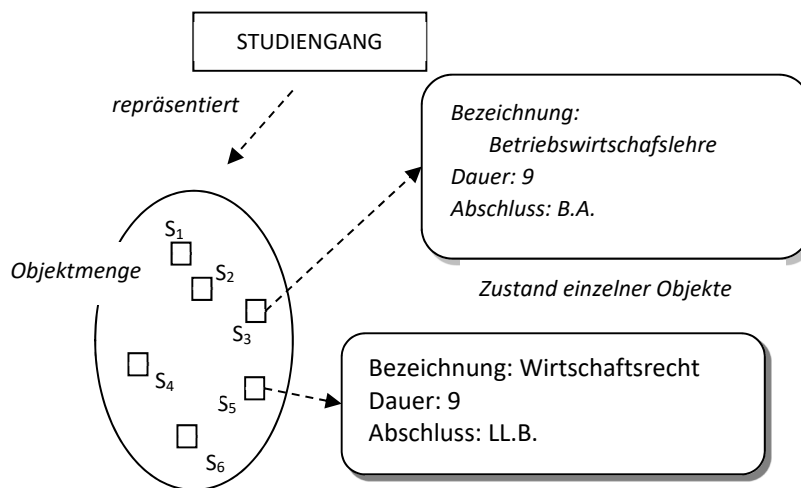 STUDIENGANG
repräsentiert
Bezeichnung:
Betriebswirtschafslehre
Dauer: 9
Abschluss: B.A.
Objektmenge
S1
S2
S3
S4
S5
S6
Zustand einzelner Objekte
Bezeichnung: Wirtschaftsrecht
Dauer: 9
Abschluss: LL.B.